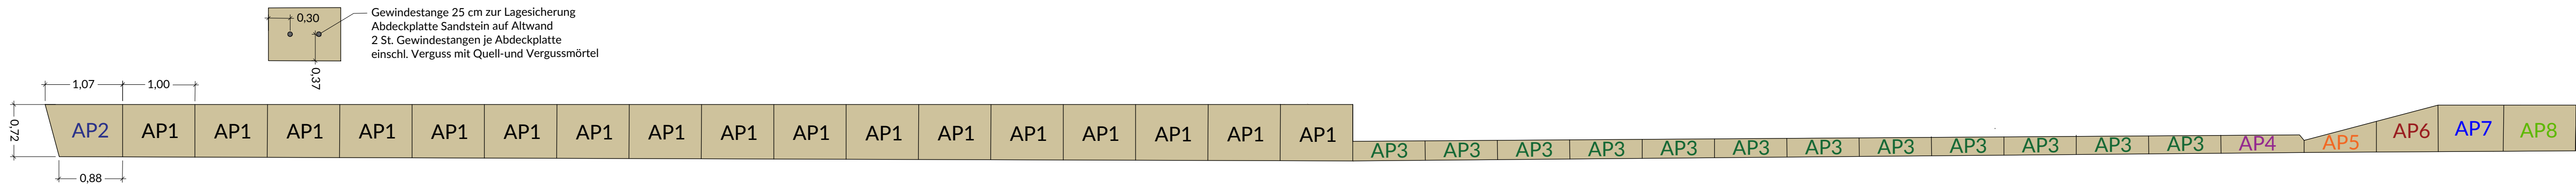 0,30
Gewindestange 25 cm zur Lagesicherung
Abdeckplatte Sandstein auf Altwand
2 St. Gewindestangen je Abdeckplatte
einschl. Verguss mit Quell-und Vergussmörtel
0,37
1,07 1,00
0,72
AP2 AP1 AP1 AP1 AP1 AP1 AP1 AP1 AP1 AP1 AP1 AP1 AP1 AP1 AP1 AP1 AP1 AP1 AP3 AP3 AP3 AP3 AP3 AP3 AP3 AP3 AP3 AP3 AP3 AP3 AP4 AP5 AP6 AP7 AP8
0,88